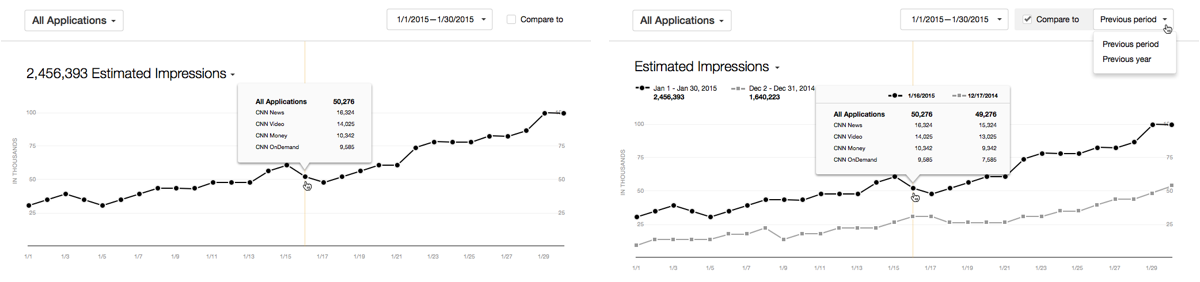 All Applications
1/1/2015 — 1/30/2015
Compare to
2,456,393 Estimated Impressions
All Applications 50,276
CNN News 16,324
CNN Video 14,025
CNN Money 10,342
CNN OnDemand 9,585
IN THOUSANDS
100
75 75
50 50
25 25
1/1 1/3 1/5 1/7 1/9 1/11 1/13 1/15 1/17 1/19 1/21 1/23 1/25 1/27 1/29
All Applications
1/1/2015 — 1/30/2015
Compare to
Previous period
Previous period
Previous year
Estimated Impressions
Jan 1 - Jan 30, 2015 Dec 2 - Dec 31, 2014
2,456,393 1,640,223
1/16/2015 12/17/2014
All Applications 50,276 49,276
CNN News 16,324 15,324
CNN Video 14,025 13,025
CNN Money 10,342 9,342
CNN OnDemand 9,585 7,585
IN THOUSANDS
100
75 75
50 50
25 25
1/1 1/3 1/5 1/7 1/9 1/11 1/13 1/15 1/17 1/19 1/21 1/23 1/25 1/27 1/29